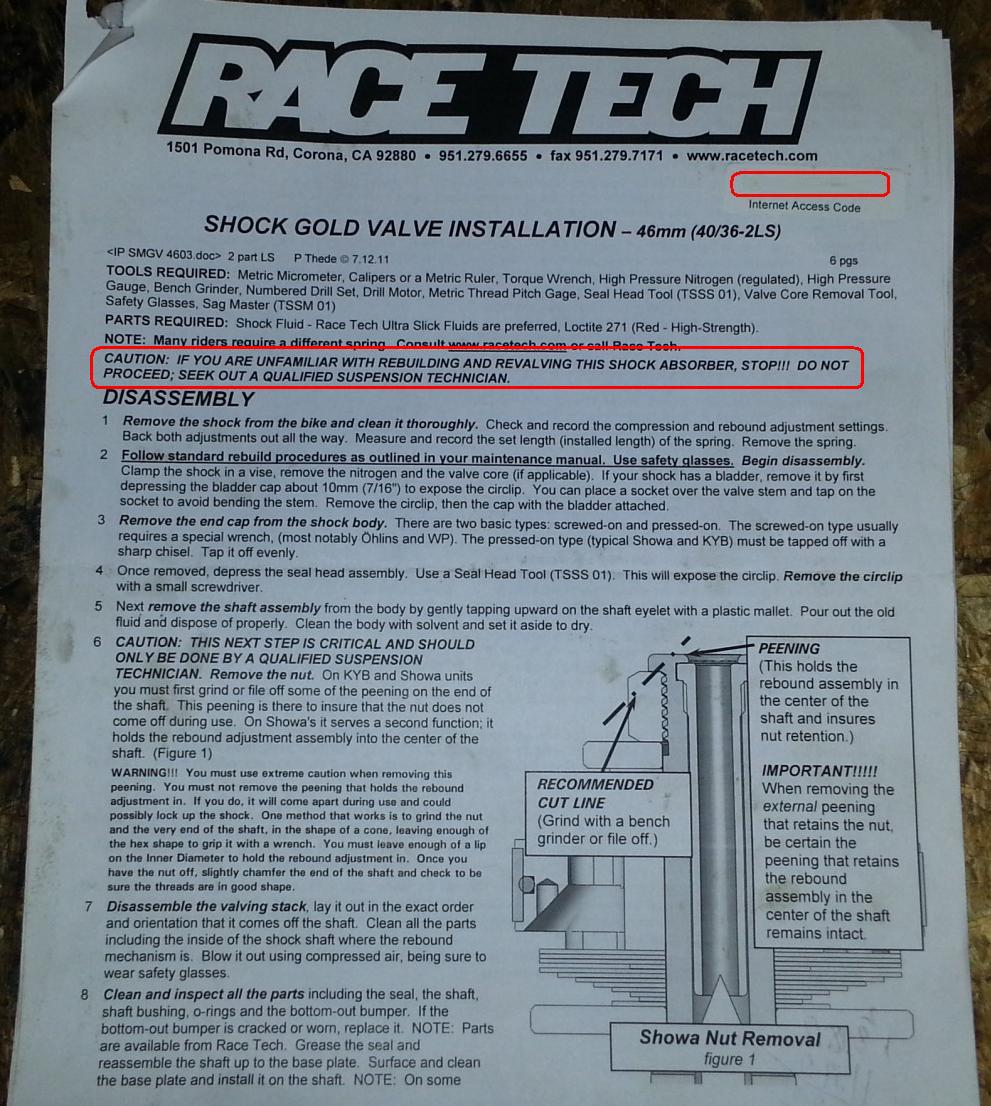 RACE TECH
1501 Pomona Rd, Corona, CA 92880 • 951.279.6655 • fax 951.279.7171 • www.racetech.com
Internet Access Code
SHOCK GOLD VALVE INSTALLATION – 46mm (40/36-2LS)
<IP SMGV 4603.doc> 2 part LS P Thede © 7.12.11 6 pgs
TOOLS REQUIRED: Metric Micrometer, Calipers or a Metric Ruler, Torque Wrench, High Pressure Nitrogen (regulated), High Pressure
Gauge, Bench Grinder, Numbered Drill Set, Drill Motor, Metric Thread Pitch Gage, Seal Head Tool (TSSS 01), Valve Core Removal Tool,
Safety Glasses, Sag Master (TSSM 01)
PARTS REQUIRED: Shock Fluid - Race Tech Ultra Slick Fluids are preferred, Loctite 271 (Red - High-Strength).
NOTE: Many riders require a different spring. Consult www.racetech.com or call Race Tech.
CAUTION: IF YOU ARE UNFAMILIAR WITH REBUILDING AND REVALVING THIS SHOCK ABSORBER, STOP!!! DO NOT
PROCEED; SEEK OUT A QUALIFIED SUSPENSION TECHNICIAN.
DISASSEMBLY
1 Remove the shock from the bike and clean it thoroughly. Check and record the compression and rebound adjustment settings.
Back both adjustments out all the way. Measure and record the set length (installed length) of the spring. Remove the spring.
2 Follow standard rebuild procedures as outlined in your maintenance manual. Use safety glasses. Begin disassembly.
Clamp the shock in a vise, remove the nitrogen and the valve core (if applicable). If your shock has a bladder, remove it by first
depressing the bladder cap about 10mm (7/16") to expose the circlip. You can place a socket over the valve stem and tap on the
socket to avoid bending the stem. Remove the circlip, then the cap with the bladder attached.
3 Remove the end cap from the shock body. There are two basic types: screwed-on and pressed-on. The screwed-on type usually
requires a special wrench, (most notably Öhlins and WP). The pressed-on type (typical Showa and KYB) must be tapped off with a
sharp chisel. Tap it off evenly.
4 Once removed, depress the seal head assembly. Use a Seal Head Tool (TSSS 01). This will expose the circlip. Remove the circlip
with a small screwdriver.
5 Next remove the shaft assembly from the body by gently tapping upward on the shaft eyelet with a plastic mallet. Pour out the old
fluid and dispose of properly. Clean the body with solvent and set it aside to dry.
6 CAUTION: THIS NEXT STEP IS CRITICAL AND SHOULD
ONLY BE DONE BY A QUALIFIED SUSPENSION
TECHNICIAN. Remove the nut. On KYB and Showa units
you must first grind or file off some of the peening on the end of
the shaft. This peening is there to insure that the nut does not
come off during use. On Showa's it serves a second function; it
holds the rebound adjustment assembly into the center of the
shaft. (Figure 1)
WARNING!!! You must use extreme caution when removing this
peening. You must not remove the peening that holds the rebound
adjustment in. If you do, it will come apart during use and could
possibly lock up the shock. One method that works is to grind the nut
and the very end of the shaft, in the shape of a cone, leaving enough of
the hex shape to grip it with a wrench. You must leave enough of a lip
on the Inner Diameter to hold the rebound adjustment in. Once you
have the nut off, slightly chamfer the end of the shaft and check to be
sure the threads are in good shape.
7 Disassemble the valving stack, lay it out in the exact order
and orientation that it comes off the shaft. Clean all the parts
including the inside of the shock shaft where the rebound
mechanism is. Blow it out using compressed air, being sure to
wear safety glasses.
8 Clean and inspect all the parts including the seal, the shaft,
shaft bushing, o-rings and the bottom-out bumper. If the
bottom-out bumper is cracked or worn, replace it. NOTE: Parts
are available from Race Tech. Grease the seal and
reassemble the shaft up to the base plate. Surface and clean
the base plate and install it on the shaft. NOTE: On some
PEENING
(This holds the
rebound assembly in
the center of the
shaft and insures
nut retention.)
IMPORTANT!!!!!
When removing the
external peening
that retains the nut,
be certain the
peening that retains
the rebound
assembly in the
center of the shaft
remains intact.
RECOMMENDED
CUT LINE
(Grind with a bench
grinder or file off.)
Showa Nut Removal
figure 1